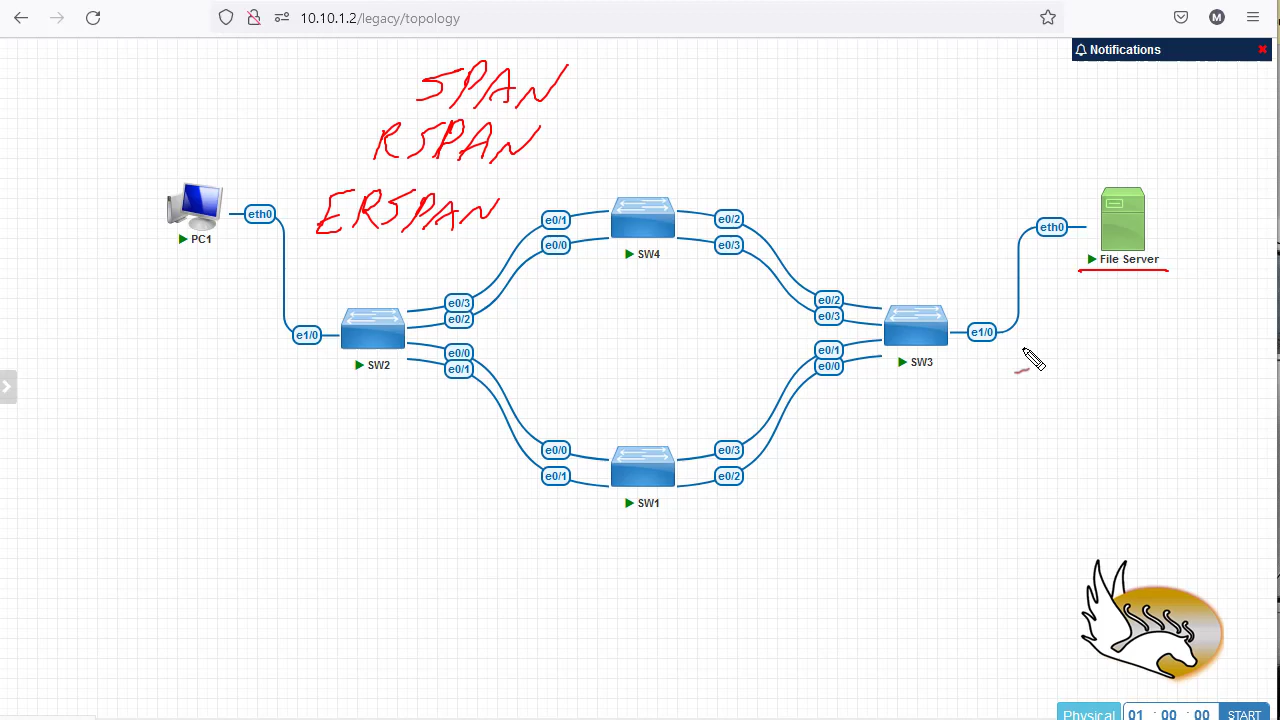 10.10.1.2/legacy/topology
M
Notifications
SPAN
RSPAN
ERSPAN
PC1
eth0
e1/0
SW2
e0/3
e0/2
e0/0
e0/1
e0/1
e0/0
SW4
e0/2
e0/3
e0/0
e0/1
SW1
e0/3
e0/2
e0/2
e0/3
e0/1
e0/0
SW3
e1/0
eth0
File Server
Physical
01 : 00 : 00
START